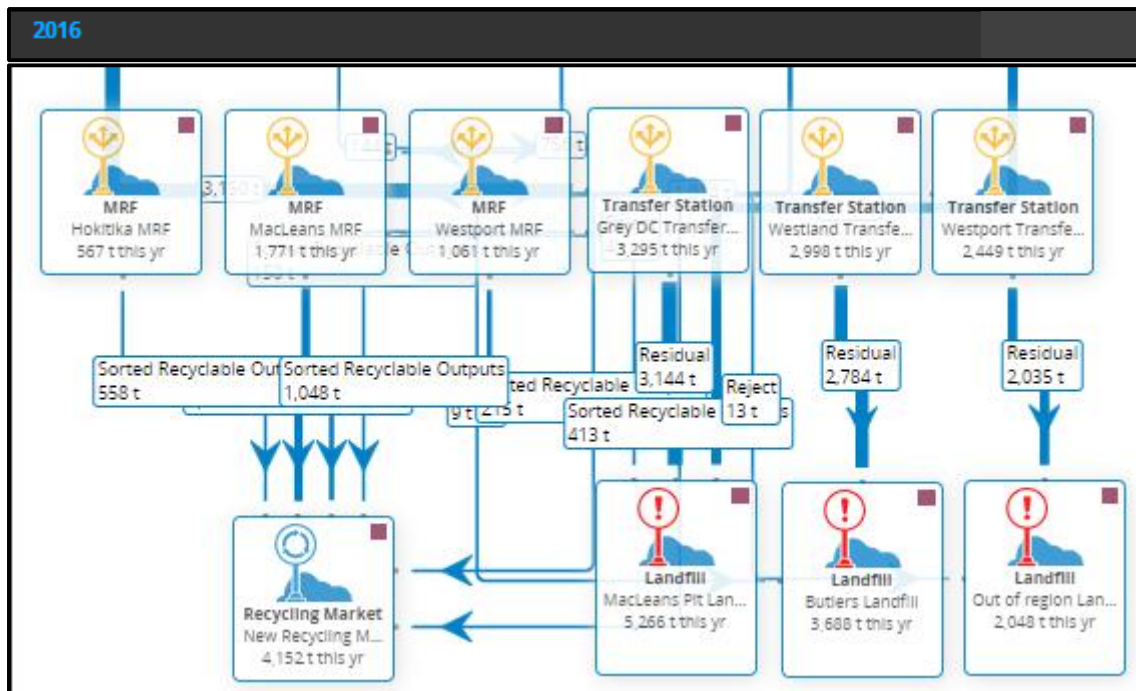 2016
756 t
3,160 t
MRF
Hokitika MRF
567 t this yr
MRF
MacLeans MRF
1,771 t this yr
MRF
Westport MRF
1,061 t this yr
Transfer Station
Grey DC Transfer...
3,295 t this yr
Transfer Station
Westland Transfe...
2,998 t this yr
Transfer Station
Westport Transfe...
2,449 t this yr
Sorted Recyclable Out
558 t
Sorted Recyclable Outputs
1,048 t
9 t
ted Recyclable
215 t
Sorted Recyclable
413 t
Residual
3,144 t
Reject
13 t
Residual
2,784 t
Residual
2,035 t
Recycling Market
New Recycling M...
4,152 t this yr
Landfill
MacLeans Pit Lan...
5,266 t this yr
Landfill
Butlers Landfill
3,688 t this yr
Landfill
Out of region Lan...
2,048 t this yr